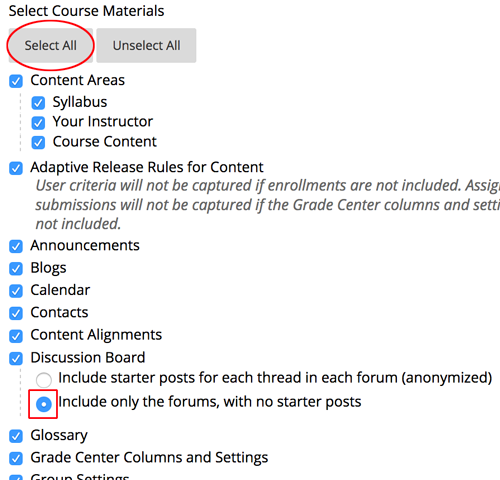 Select Course Materials
Select All Unselect All
Content Areas
Syllabus
Your Instructor
Course Content
Adaptive Release Rules for Content
User criteria will not be captured if enrollments are not included. Assig
submissions will not be captured if the Grade Center columns and setti
not included.
Announcements
Blogs
Calendar
Contacts
Content Alignments
Discussion Board
Include starter posts for each thread in each forum (anonymized)
Include only the forums, with no starter posts
Glossary
Grade Center Columns and Settings
Group Settings